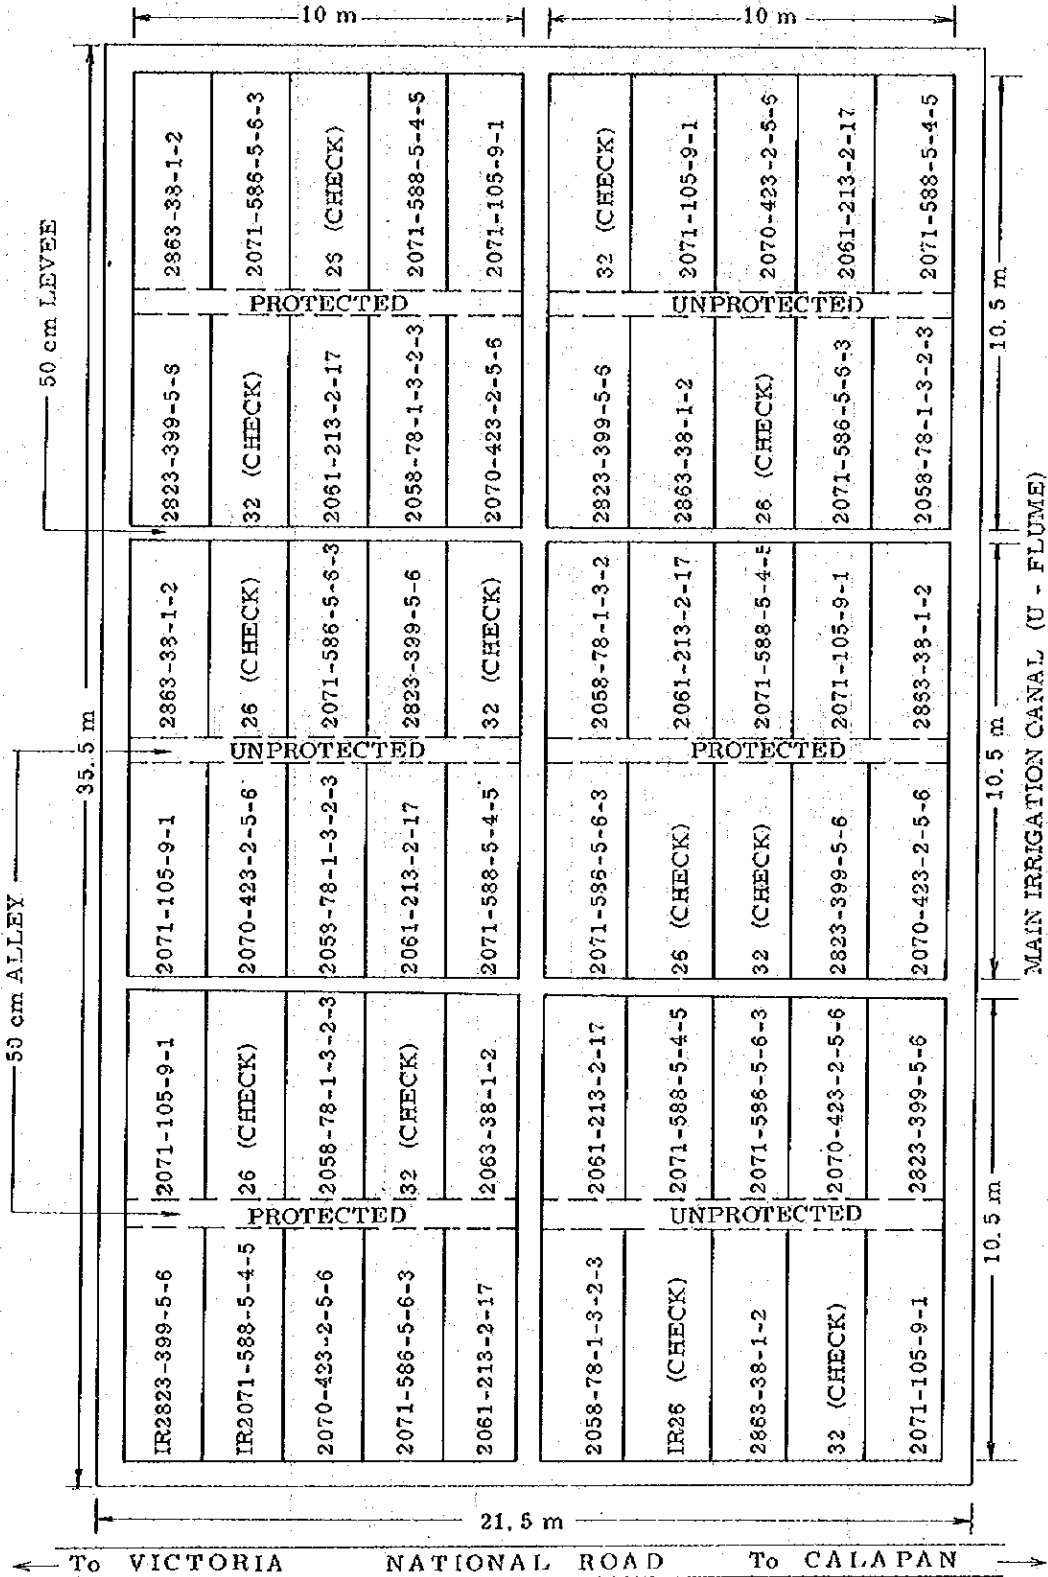 10 m
10 m
50 cm LEVEE
50 cm ALLEY
35.5 m
2863-38-1-2
2071-586-5-6-3
26 (CHECK)
2071-588-5-4-5
2071-105-9-1
PROTECTED
2823-399-5-6
32 (CHECK)
2061-213-2-17
2058-78-1-3-2-3
2070-423-2-5-6
32 (CHECK)
2071-105-9-1
2070-423-2-5-6
2061-213-2-17
2071-588-5-4-5
UNPROTECTED
2823-399-5-6
2863-38-1-2
26 (CHECK)
2071-586-5-6-3
2058-78-1-3-2-3
10.5 m
2863-38-1-2
26 (CHECK)
2071-586-5-6-3
2823-399-5-6
32 (CHECK)
UNPROTECTED
2071-105-9-1
2070-423-2-5-6
2059-78-1-3-2-3
2061-213-2-17
2071-588-5-4-5
2058-78-1-3-2
2061-213-2-17
2071-588-5-4-5
2071-105-9-1
2863-38-1-2
PROTECTED
2071-586-5-6-3
26 (CHECK)
32 (CHECK)
2823-399-5-6
2070-423-2-5-6
10.5 m
MAIN IRRIGATION CANAL (U - FLUME)
2071-105-9-1
26 (CHECK)
2058-78-1-3-2-3
32 (CHECK)
2063-38-1-2
PROTECTED
IR2823-399-5-6
IR2071-588-5-4-5
2070-423-2-5-6
2071-586-5-6-3
2061-213-2-17
2061-213-2-17
2071-588-5-4-5
2071-586-5-6-3
2070-423-2-5-6
2823-399-5-6
UNPROTECTED
2058-78-1-3-2-3
IR26 (CHECK)
2863-38-1-2
32 (CHECK)
2071-105-9-1
10.5 m
21.5 m
To VICTORIA NATIONAL ROAD To CALAPAN